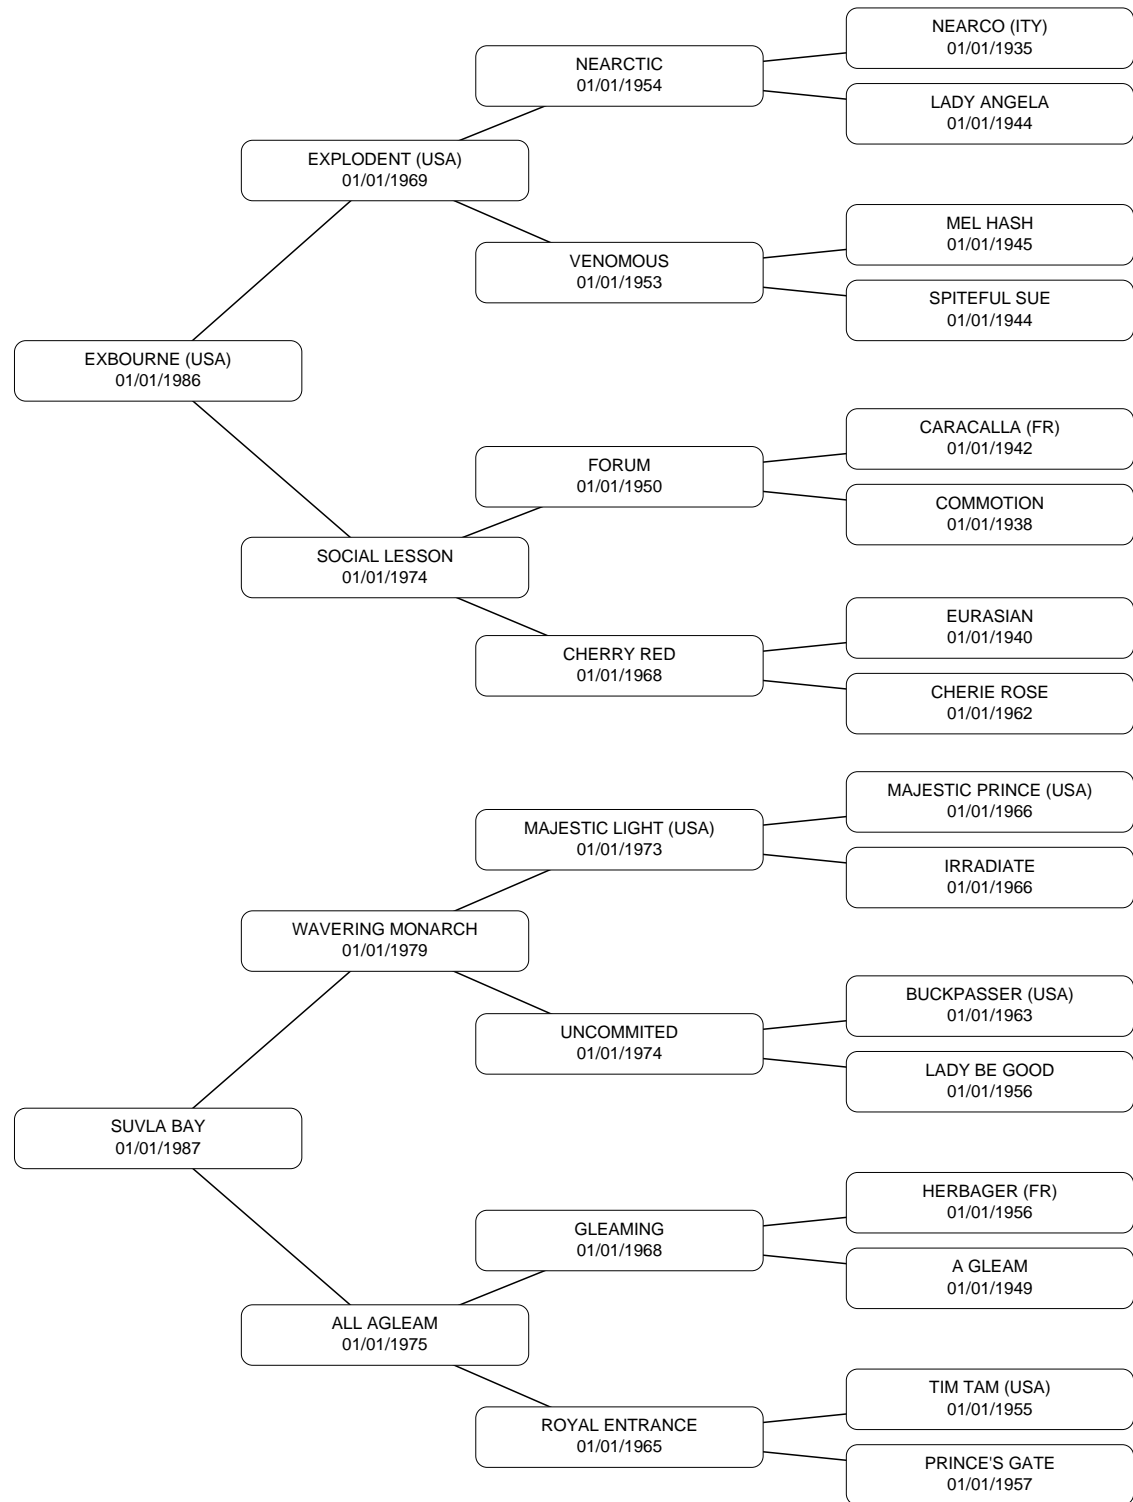 NEARCO (ITY)
01/01/1935
NEARCTIC
01/01/1954
LADY ANGELA
01/01/1944
EXPLODENT (USA)
01/01/1969
MEL HASH
01/01/1945
VENOMOUS
01/01/1953
SPITEFUL SUE
01/01/1944
EXBOURNE (USA)
01/01/1986
CARACALLA (FR)
01/01/1942
FORUM
01/01/1950
COMMOTION
01/01/1938
SOCIAL LESSON
01/01/1974
EURASIAN
01/01/1940
CHERRY RED
01/01/1968
CHERIE ROSE
01/01/1962
MAJESTIC PRINCE (USA)
01/01/1966
MAJESTIC LIGHT (USA)
01/01/1973
IRRADIATE
01/01/1966
WAVERING MONARCH
01/01/1979
BUCKPASSER (USA)
01/01/1963
UNCOMMITED
01/01/1974
LADY BE GOOD
01/01/1956
SUVLA BAY
01/01/1987
HERBAGER (FR)
01/01/1956
GLEAMING
01/01/1968
A GLEAM
01/01/1949
ALL AGLEAM
01/01/1975
TIM TAM (USA)
01/01/1955
ROYAL ENTRANCE
01/01/1965
PRINCE'S GATE
01/01/1957